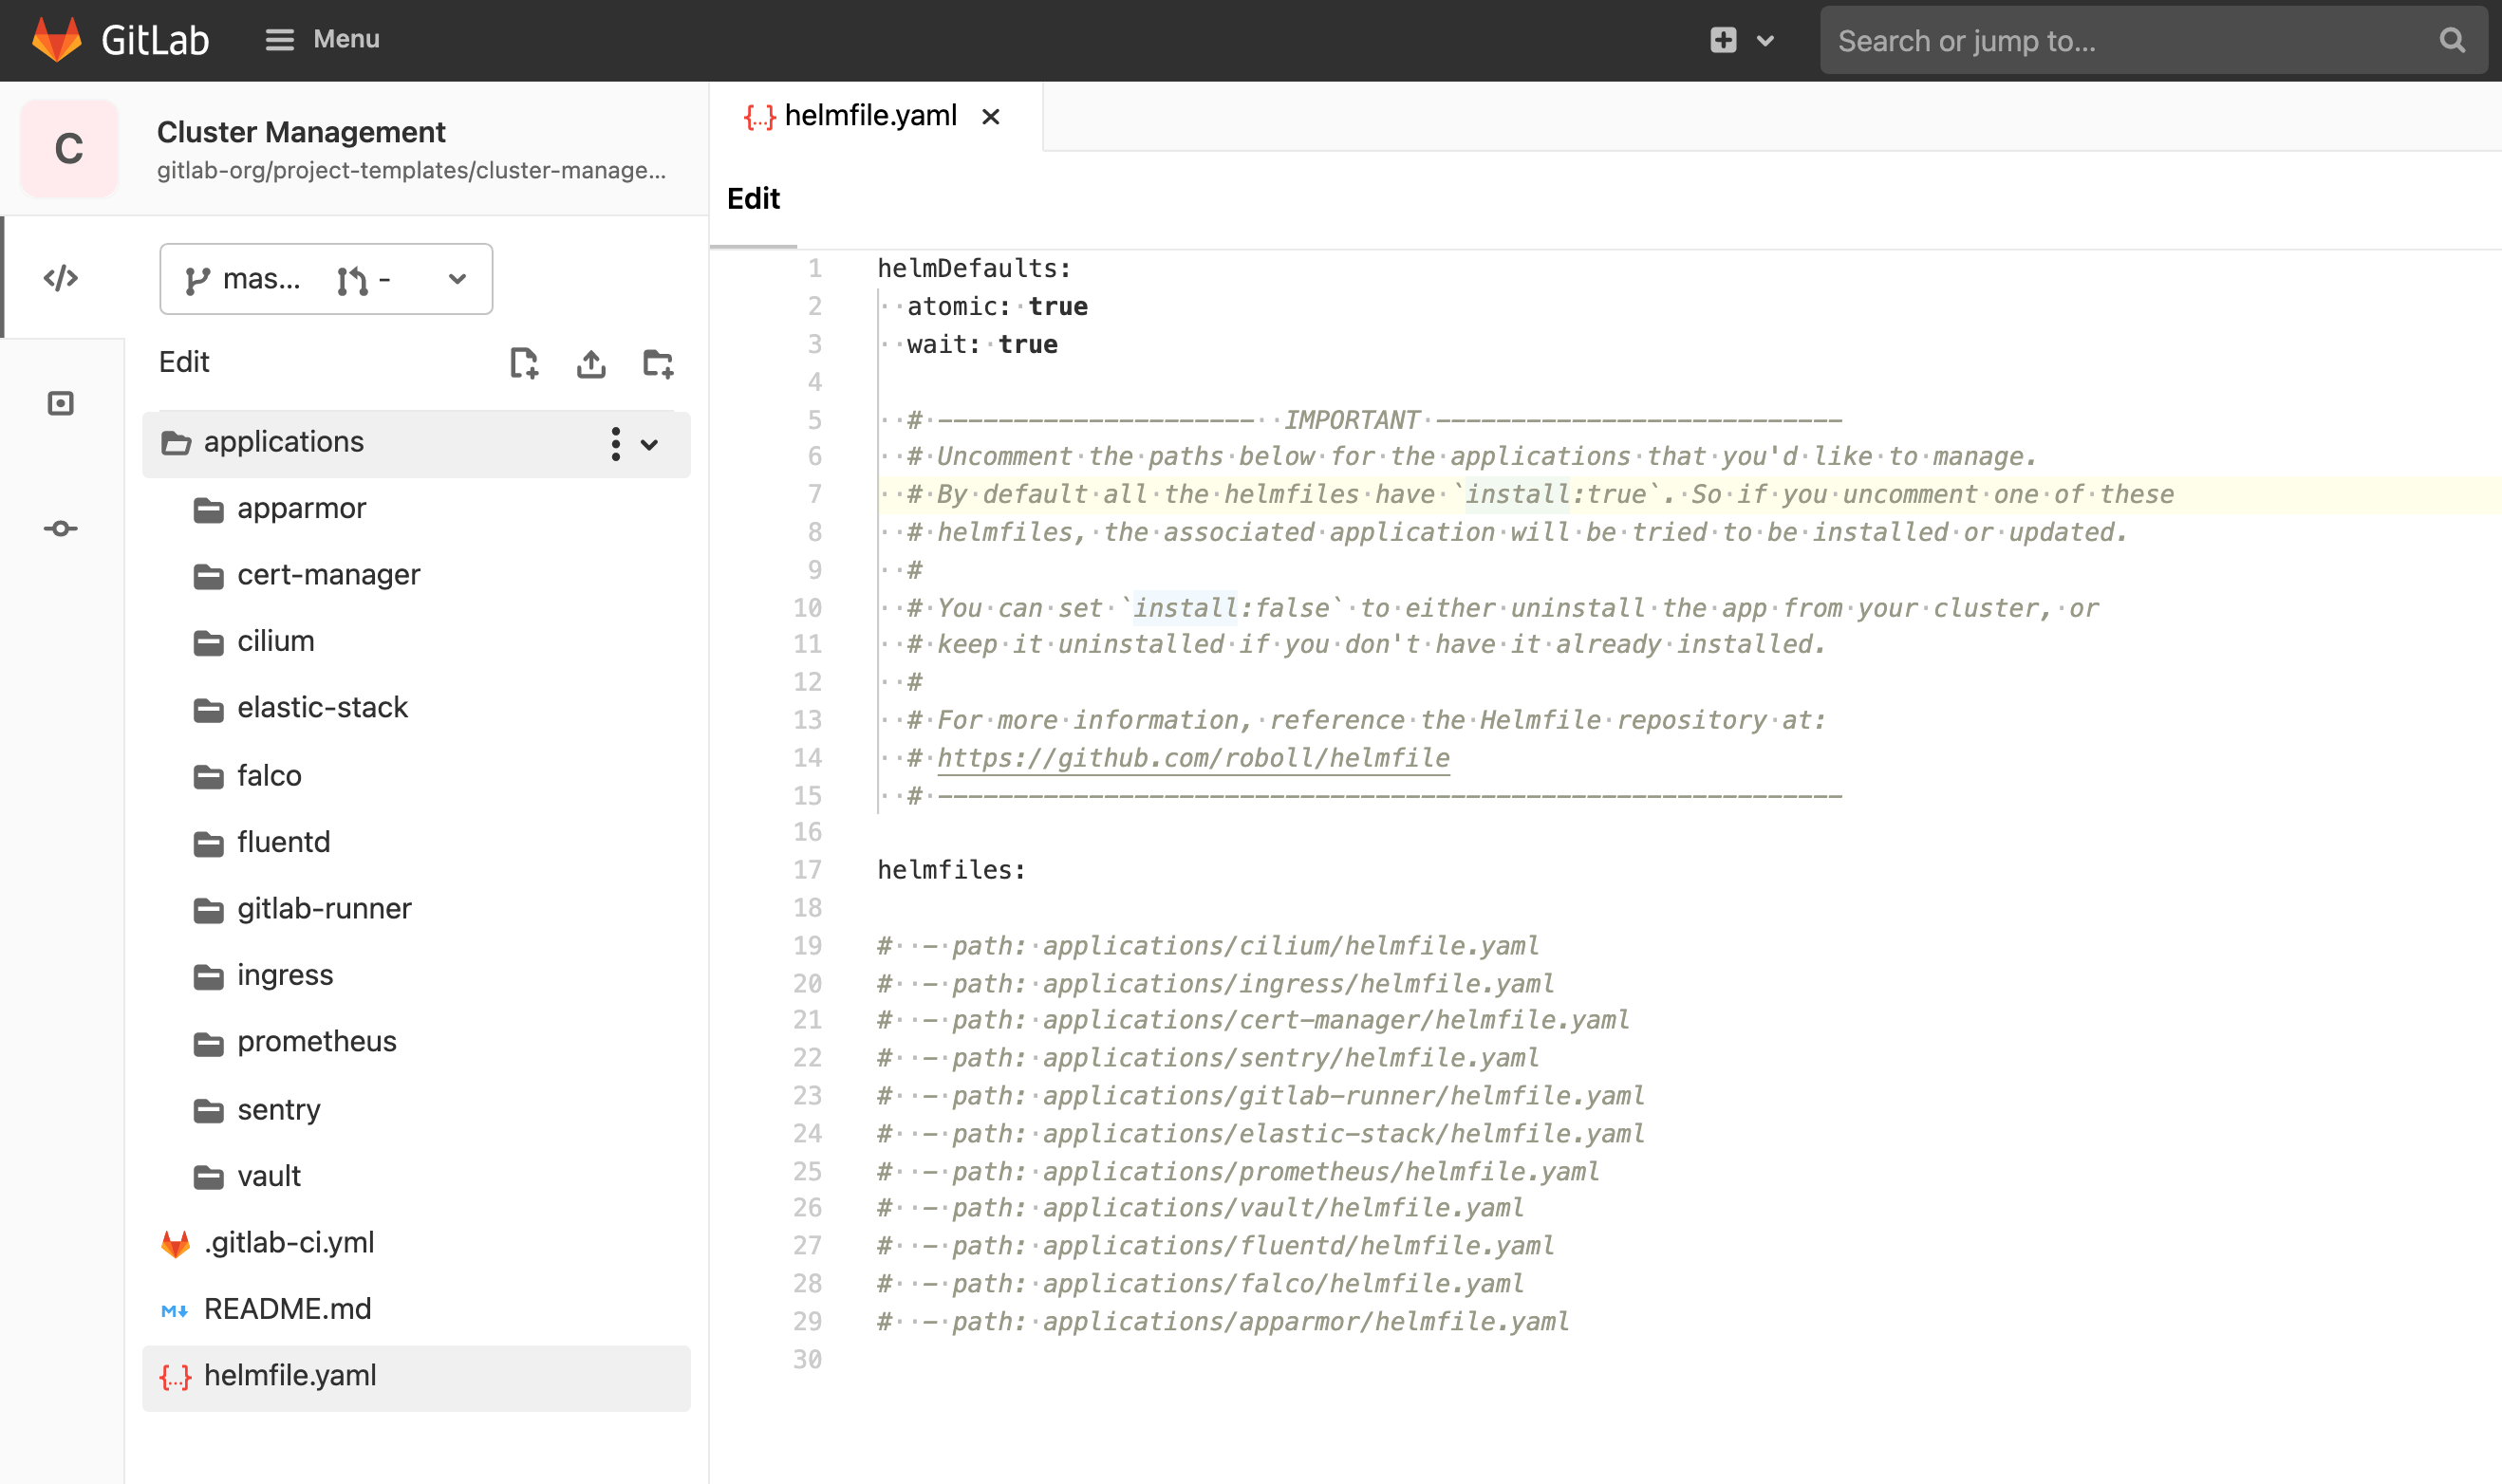 GitLab
Menu
Search or jump to...
C
Cluster Management
gitlab-org/project-templates/cluster-manage...
mas... -
Edit
applications
apparmor
cert-manager
cilium
elastic-stack
falco
fluentd
gitlab-runner
ingress
prometheus
sentry
vault
.gitlab-ci.yml
M↓ README.md
{...} helmfile.yaml
{...} helmfile.yaml ×
Edit
1 helmDefaults:
2   atomic: true
3   wait: true
4
5   # ---------------------  IMPORTANT ---------------------------
6   # Uncomment the paths below for the applications that you'd like to manage.
7   # By default all the helmfiles have `install:true`. So if you uncomment one of these
8   # helmfiles, the associated application will be tried to be installed or updated.
9   #
10   # You can set `install:false` to either uninstall the app from your cluster, or
11   # keep it uninstalled if you don't have it already installed.
12   #
13   # For more information, reference the Helmfile repository at:
14   # https://github.com/roboll/helmfile
15   # ------------------------------------------------------------
16
17 helmfiles:
18
19 #  - path: applications/cilium/helmfile.yaml
20 #  - path: applications/ingress/helmfile.yaml
21 #  - path: applications/cert-manager/helmfile.yaml
22 #  - path: applications/sentry/helmfile.yaml
23 #  - path: applications/gitlab-runner/helmfile.yaml
24 #  - path: applications/elastic-stack/helmfile.yaml
25 #  - path: applications/prometheus/helmfile.yaml
26 #  - path: applications/vault/helmfile.yaml
27 #  - path: applications/fluentd/helmfile.yaml
28 #  - path: applications/falco/helmfile.yaml
29 #  - path: applications/apparmor/helmfile.yaml
30